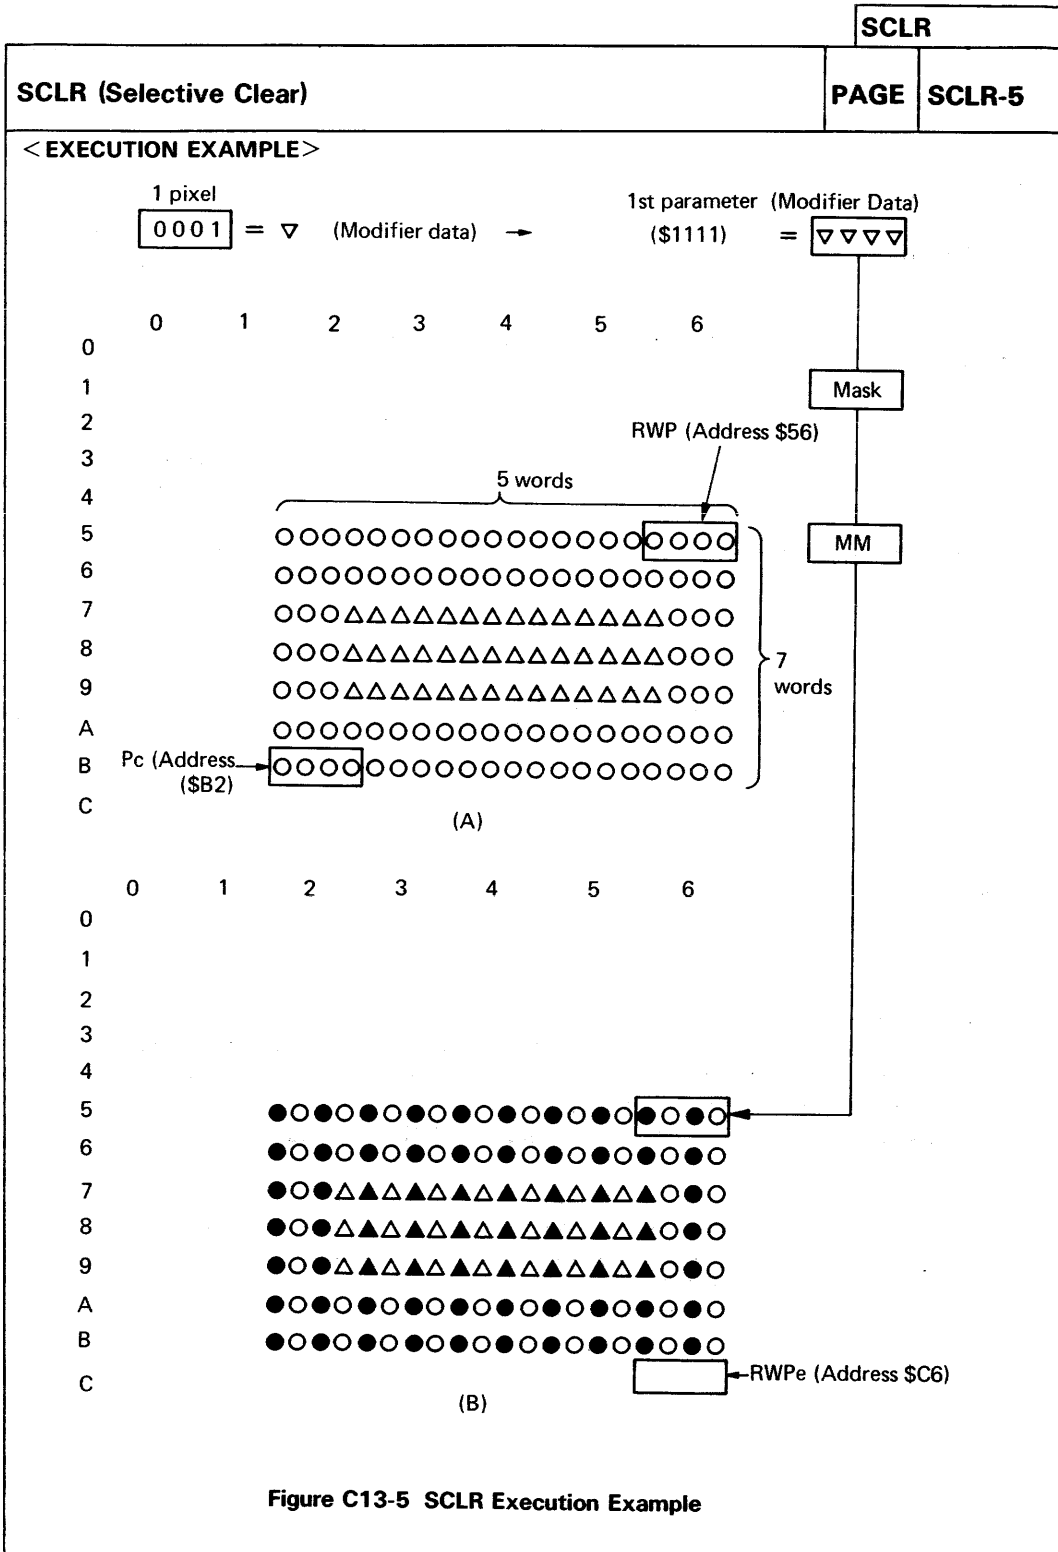 SCLR
SCLR (Selective Clear) PAGE SCLR-5
<EXECUTION EXAMPLE>
1 pixel
0001 = ▽ (Modifier data) →
1st parameter (Modifier Data)
($1111) = ▽▽▽▽
0 1 2 3 4 5 6
0
1
Mask
2
RWP (Address $56)
3
4
5 words
5
MM
6
7
8
7
words
9
A
B
Pc (Address
($B2)
C
(A)
0 1 2 3 4 5 6
0
1
2
3
4
5
6
7
8
9
A
B
C
RWPe (Address $C6)
(B)
Figure C13-5 SCLR Execution Example